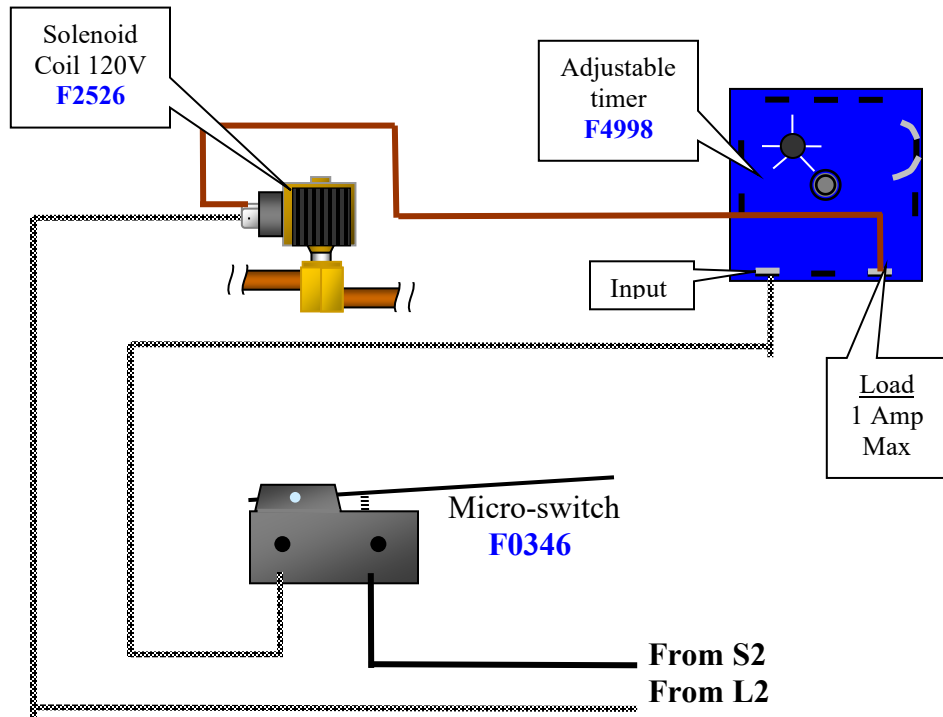 Solenoid
Coil 120V
F2526
Adjustable
timer
F4998
Input
Load
1 Amp
Max
Micro-switch
F0346
From S2
From L2